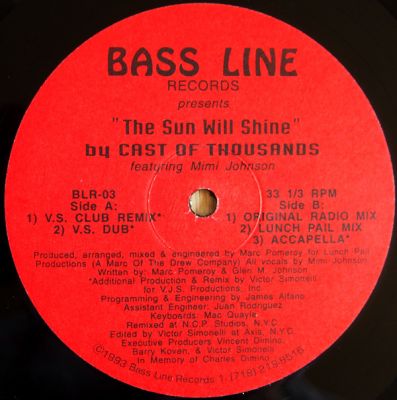 BASS LINE
RECORDS
presents
"The Sun Will Shine"
by CAST OF THOUSANDS
featuring Mimi Johnson
BLR-03
Side A:
1) V.S. CLUB REMIX*
2) V.S. DUB*
33 1/3 RPM
Side B:
1) ORIGINAL RADIO MIX
2) LUNCH PAIL MIX
3) ACCAPELLA*
Produced, arranged, mixed & engineered by Marc Pomeroy for Lunch Pail
Productions (A Marc Of The Drew Company) All vocals by Mimi Johnson
Written by: Marc Pomeroy & Glen M. Johnson
*Additional Production & Remix by Victor Simonelli
for V.J.S. Productions, Inc.
Programming & Engineering by James Alfano
Assistant Engineer: Juan Rodriguez
Keyboards: Mac Quayle
Remixed at N.C.P. Studios, N.Y.C.
Edited by Victor Simonelli at Axis, N.Y.C.
Executive Producers Vincent Dimino,
Barry Koven, & Victor Simonelli
In Memory of Charles Dimino
©1993 Bass Line Records 1. (718)